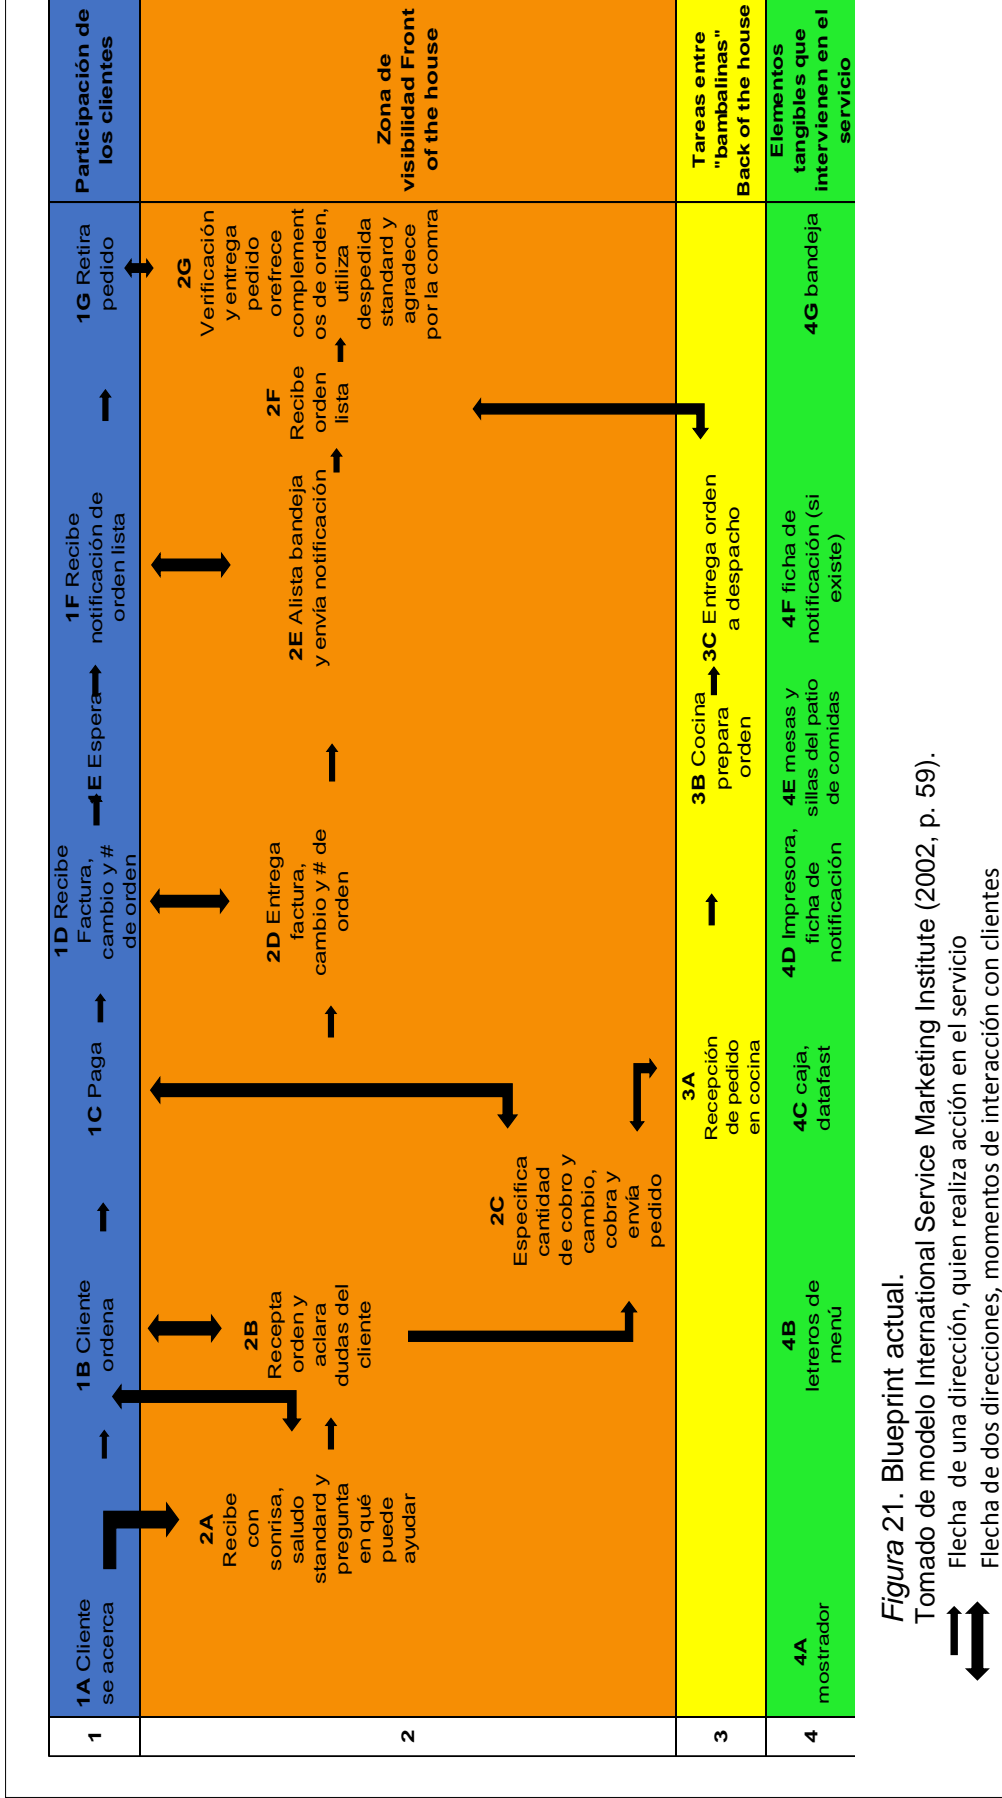 1
1A Cliente
se acerca
1B Cliente
ordena
1C Paga
1D Recibe
Factura,
cambio y #
de orden
1E Espera
1F Recibe
notificación de
orden lista
1G Retira
pedido
Participación de
los clientes
2
2A
Recibe
con
sonrisa,
saludo
standard y
pregunta
en qué
puede
ayudar
2B
Recepta
orden y
aclara
dudas del
cliente
2C
Especifica
cantidad
de cobro y
cambio,
cobra y
envía
pedido
2D Entrega
factura,
cambio y # de
orden
2E Alista bandeja
y envía notificación
2F
Recibe
orden
lista
2G
Verificación
y entrega
pedido
orefrece
complement
os de orden,
utiliza
despedida
standard y
agradece
por la comra
Zona de
visibilidad Front
of the house
3
3A
Recepción
de pedido
en cocina
3B Cocina
prepara
orden
3C Entrega orden
a despacho
Tareas entre
"bambalinas"
Back of the house
4
4A
mostrador
4B
letreros de
menú
4C caja,
datafast
4D Impresora,
ficha de
notificación
4E mesas y
sillas del patio
de comidas
4F ficha de
notificación (si
existe)
4G bandeja
Elementos
tangibles que
intervienen en el
servicio
Figura 21. Blueprint actual.
Tomado de modelo International Service Marketing Institute (2002, p. 59).
Flecha de una dirección, quien realiza acción en el servicio
Flecha de dos direcciones, momentos de interacción con clientes